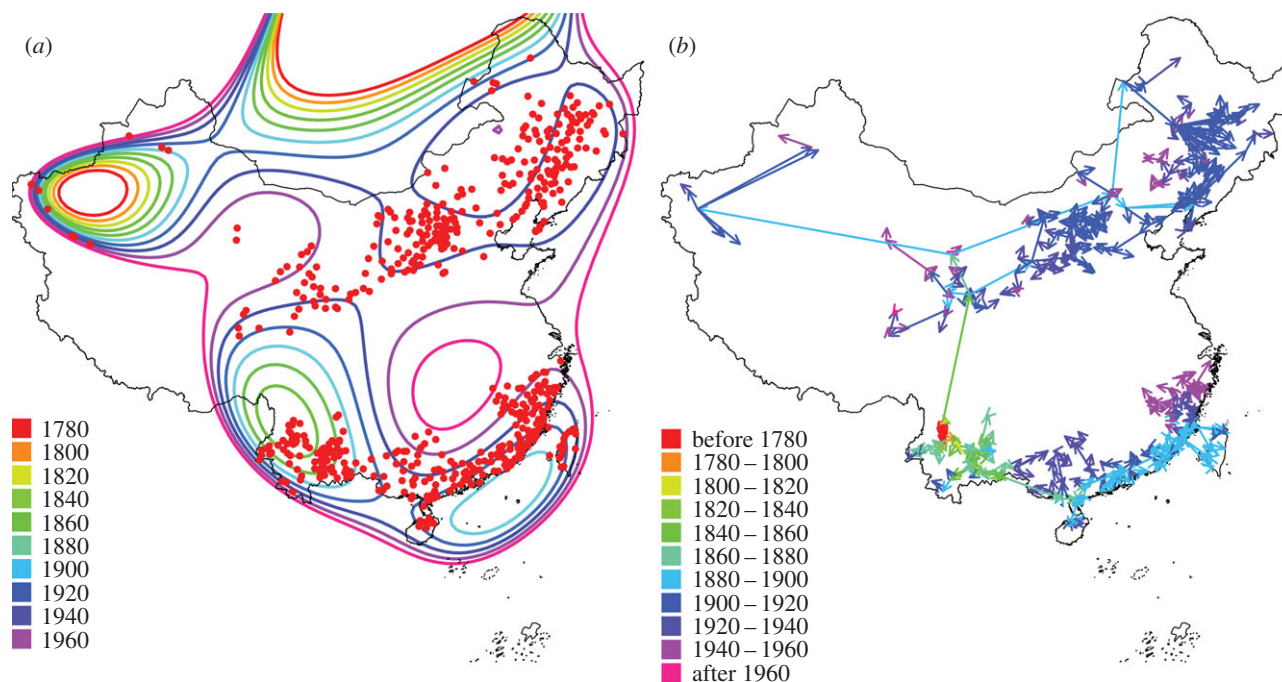 (a)
1780
1800
1820
1840
1860
1880
1900
1920
1940
1960
(b)
before 1780
1780 – 1800
1800 – 1820
1820 – 1840
1840 – 1860
1860 – 1880
1880 – 1900
1900 – 1920
1920 – 1940
1940 – 1960
after 1960